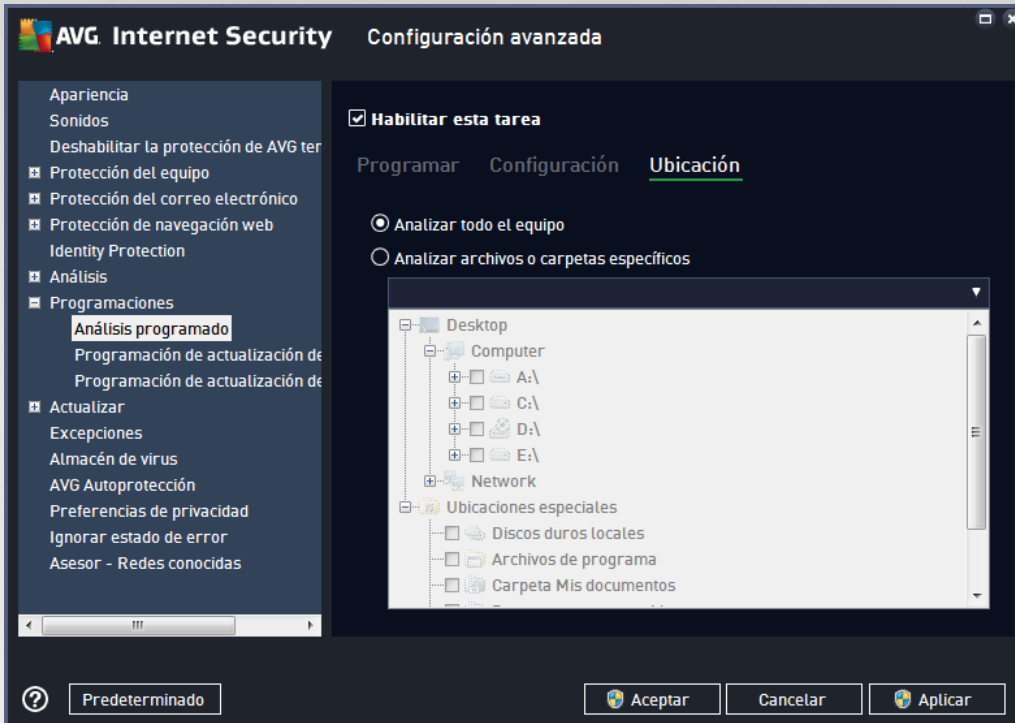 AVG Internet Security Configuración avanzada
Apariencia
Sonidos
Deshabilitar la protección de AVG ter
Protección del equipo
Protección del correo electrónico
Protección de navegación web
Identity Protection
Análisis
Programaciones
Análisis programado
Programación de actualización de
Programación de actualización de
Actualizar
Excepciones
Almacén de virus
AVG Autoprotección
Preferencias de privacidad
Ignorar estado de error
Asesor - Redes conocidas
Habilitar esta tarea
Programar Configuración Ubicación
Analizar todo el equipo
Analizar archivos o carpetas específicos
Desktop
Computer
A:\
C:\
D:\
E:\
Network
Ubicaciones especiales
Discos duros locales
Archivos de programa
Carpeta Mis documentos
Predeterminado
Aceptar
Cancelar
Aplicar